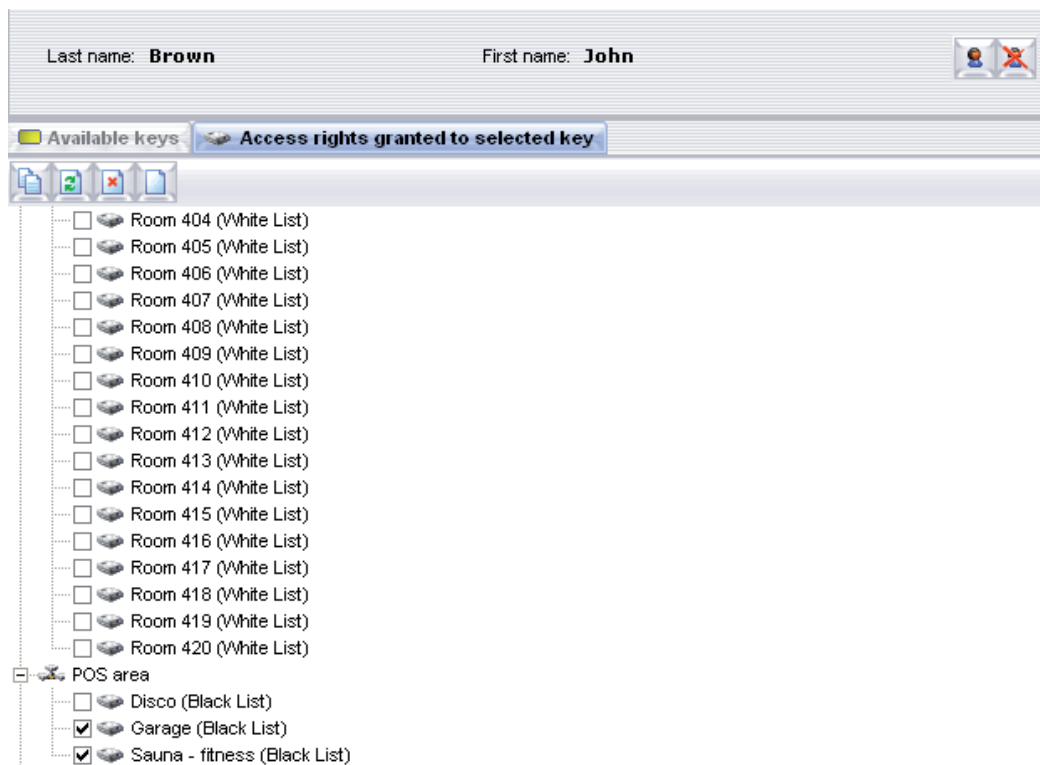 Last name: Brown First name: John
Available keys Access rights granted to selected key
Room 404 (White List)
Room 405 (White List)
Room 406 (White List)
Room 407 (White List)
Room 408 (White List)
Room 409 (White List)
Room 410 (White List)
Room 411 (White List)
Room 412 (White List)
Room 413 (White List)
Room 414 (White List)
Room 415 (White List)
Room 416 (White List)
Room 417 (White List)
Room 418 (White List)
Room 419 (White List)
Room 420 (White List)
POS area
Disco (Black List)
Garage (Black List)
Sauna - fitness (Black List)